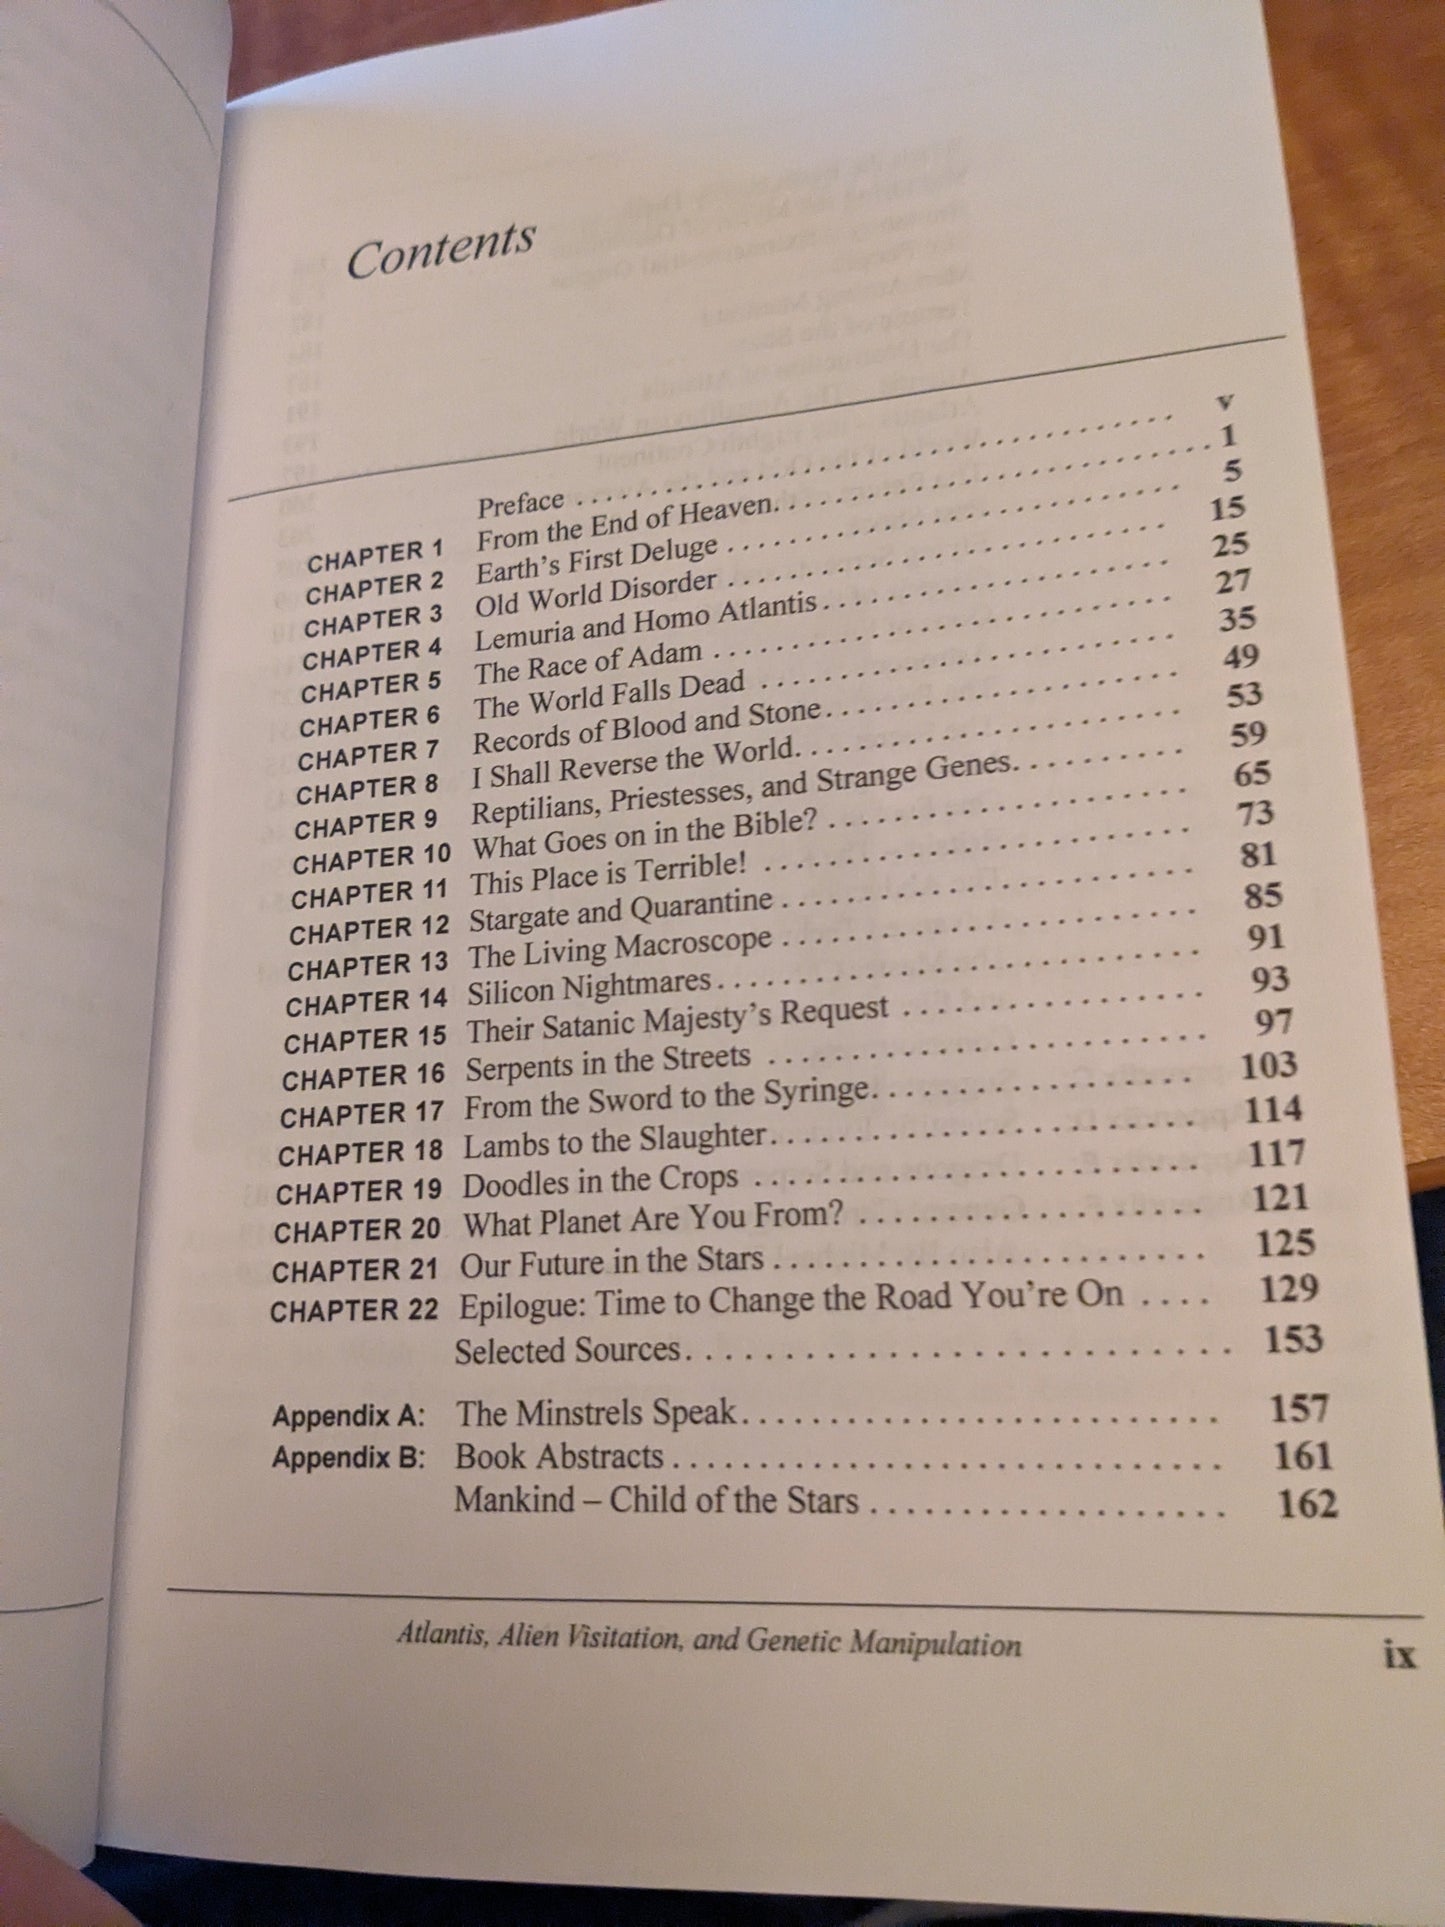 Contents
Preface . . . . . . . . . . . . . . . . . . . . . . . . . . . . . . . . . . . v
CHAPTER 1 From the End of Heaven. . . . . . . . . . . . . . . . . . . . . . . . . 1
CHAPTER 2 Earth's First Deluge . . . . . . . . . . . . . . . . . . . . . . . . . . 5
CHAPTER 3 Old World Disorder . . . . . . . . . . . . . . . . . . . . . . . . . . 15
CHAPTER 4 Lemuria and Homo Atlantis . . . . . . . . . . . . . . . . . . . . . 25
CHAPTER 5 The Race of Adam . . . . . . . . . . . . . . . . . . . . . . . . . . . 27
CHAPTER 6 The World Falls Dead . . . . . . . . . . . . . . . . . . . . . . . . 35
CHAPTER 7 Records of Blood and Stone. . . . . . . . . . . . . . . . . . . . . 49
CHAPTER 8 I Shall Reverse the World. . . . . . . . . . . . . . . . . . . . . . 53
CHAPTER 9 Reptilians, Priestesses, and Strange Genes. . . . . . . . . . 59
CHAPTER 10 What Goes on in the Bible? . . . . . . . . . . . . . . . . . . . . . 65
CHAPTER 11 This Place is Terrible! . . . . . . . . . . . . . . . . . . . . . . . . 73
CHAPTER 12 Stargate and Quarantine . . . . . . . . . . . . . . . . . . . . . . . 81
CHAPTER 13 The Living Macroscope . . . . . . . . . . . . . . . . . . . . . . . 85
CHAPTER 14 Silicon Nightmares . . . . . . . . . . . . . . . . . . . . . . . . . . 91
CHAPTER 15 Their Satanic Majesty's Request . . . . . . . . . . . . . . . . 93
CHAPTER 16 Serpents in the Streets . . . . . . . . . . . . . . . . . . . . . . . 97
CHAPTER 17 From the Sword to the Syringe. . . . . . . . . . . . . . . . . 103
CHAPTER 18 Lambs to the Slaughter. . . . . . . . . . . . . . . . . . . . . . 114
CHAPTER 19 Doodles in the Crops . . . . . . . . . . . . . . . . . . . . . . . 117
CHAPTER 20 What Planet Are You From? . . . . . . . . . . . . . . . . . . 121
CHAPTER 21 Our Future in the Stars . . . . . . . . . . . . . . . . . . . . . . 125
CHAPTER 22 Epilogue: Time to Change the Road You're On . . . . 129
Selected Sources. . . . . . . . . . . . . . . . . . . . . . . . . . . . 153
Appendix A: The Minstrels Speak. . . . . . . . . . . . . . . . . . . . . . . . . 157
Appendix B: Book Abstracts . . . . . . . . . . . . . . . . . . . . . . . . . . . . 161
Mankind – Child of the Stars . . . . . . . . . . . . . . . . . . . 162
Atlantis, Alien Visitation, and Genetic Manipulation ix